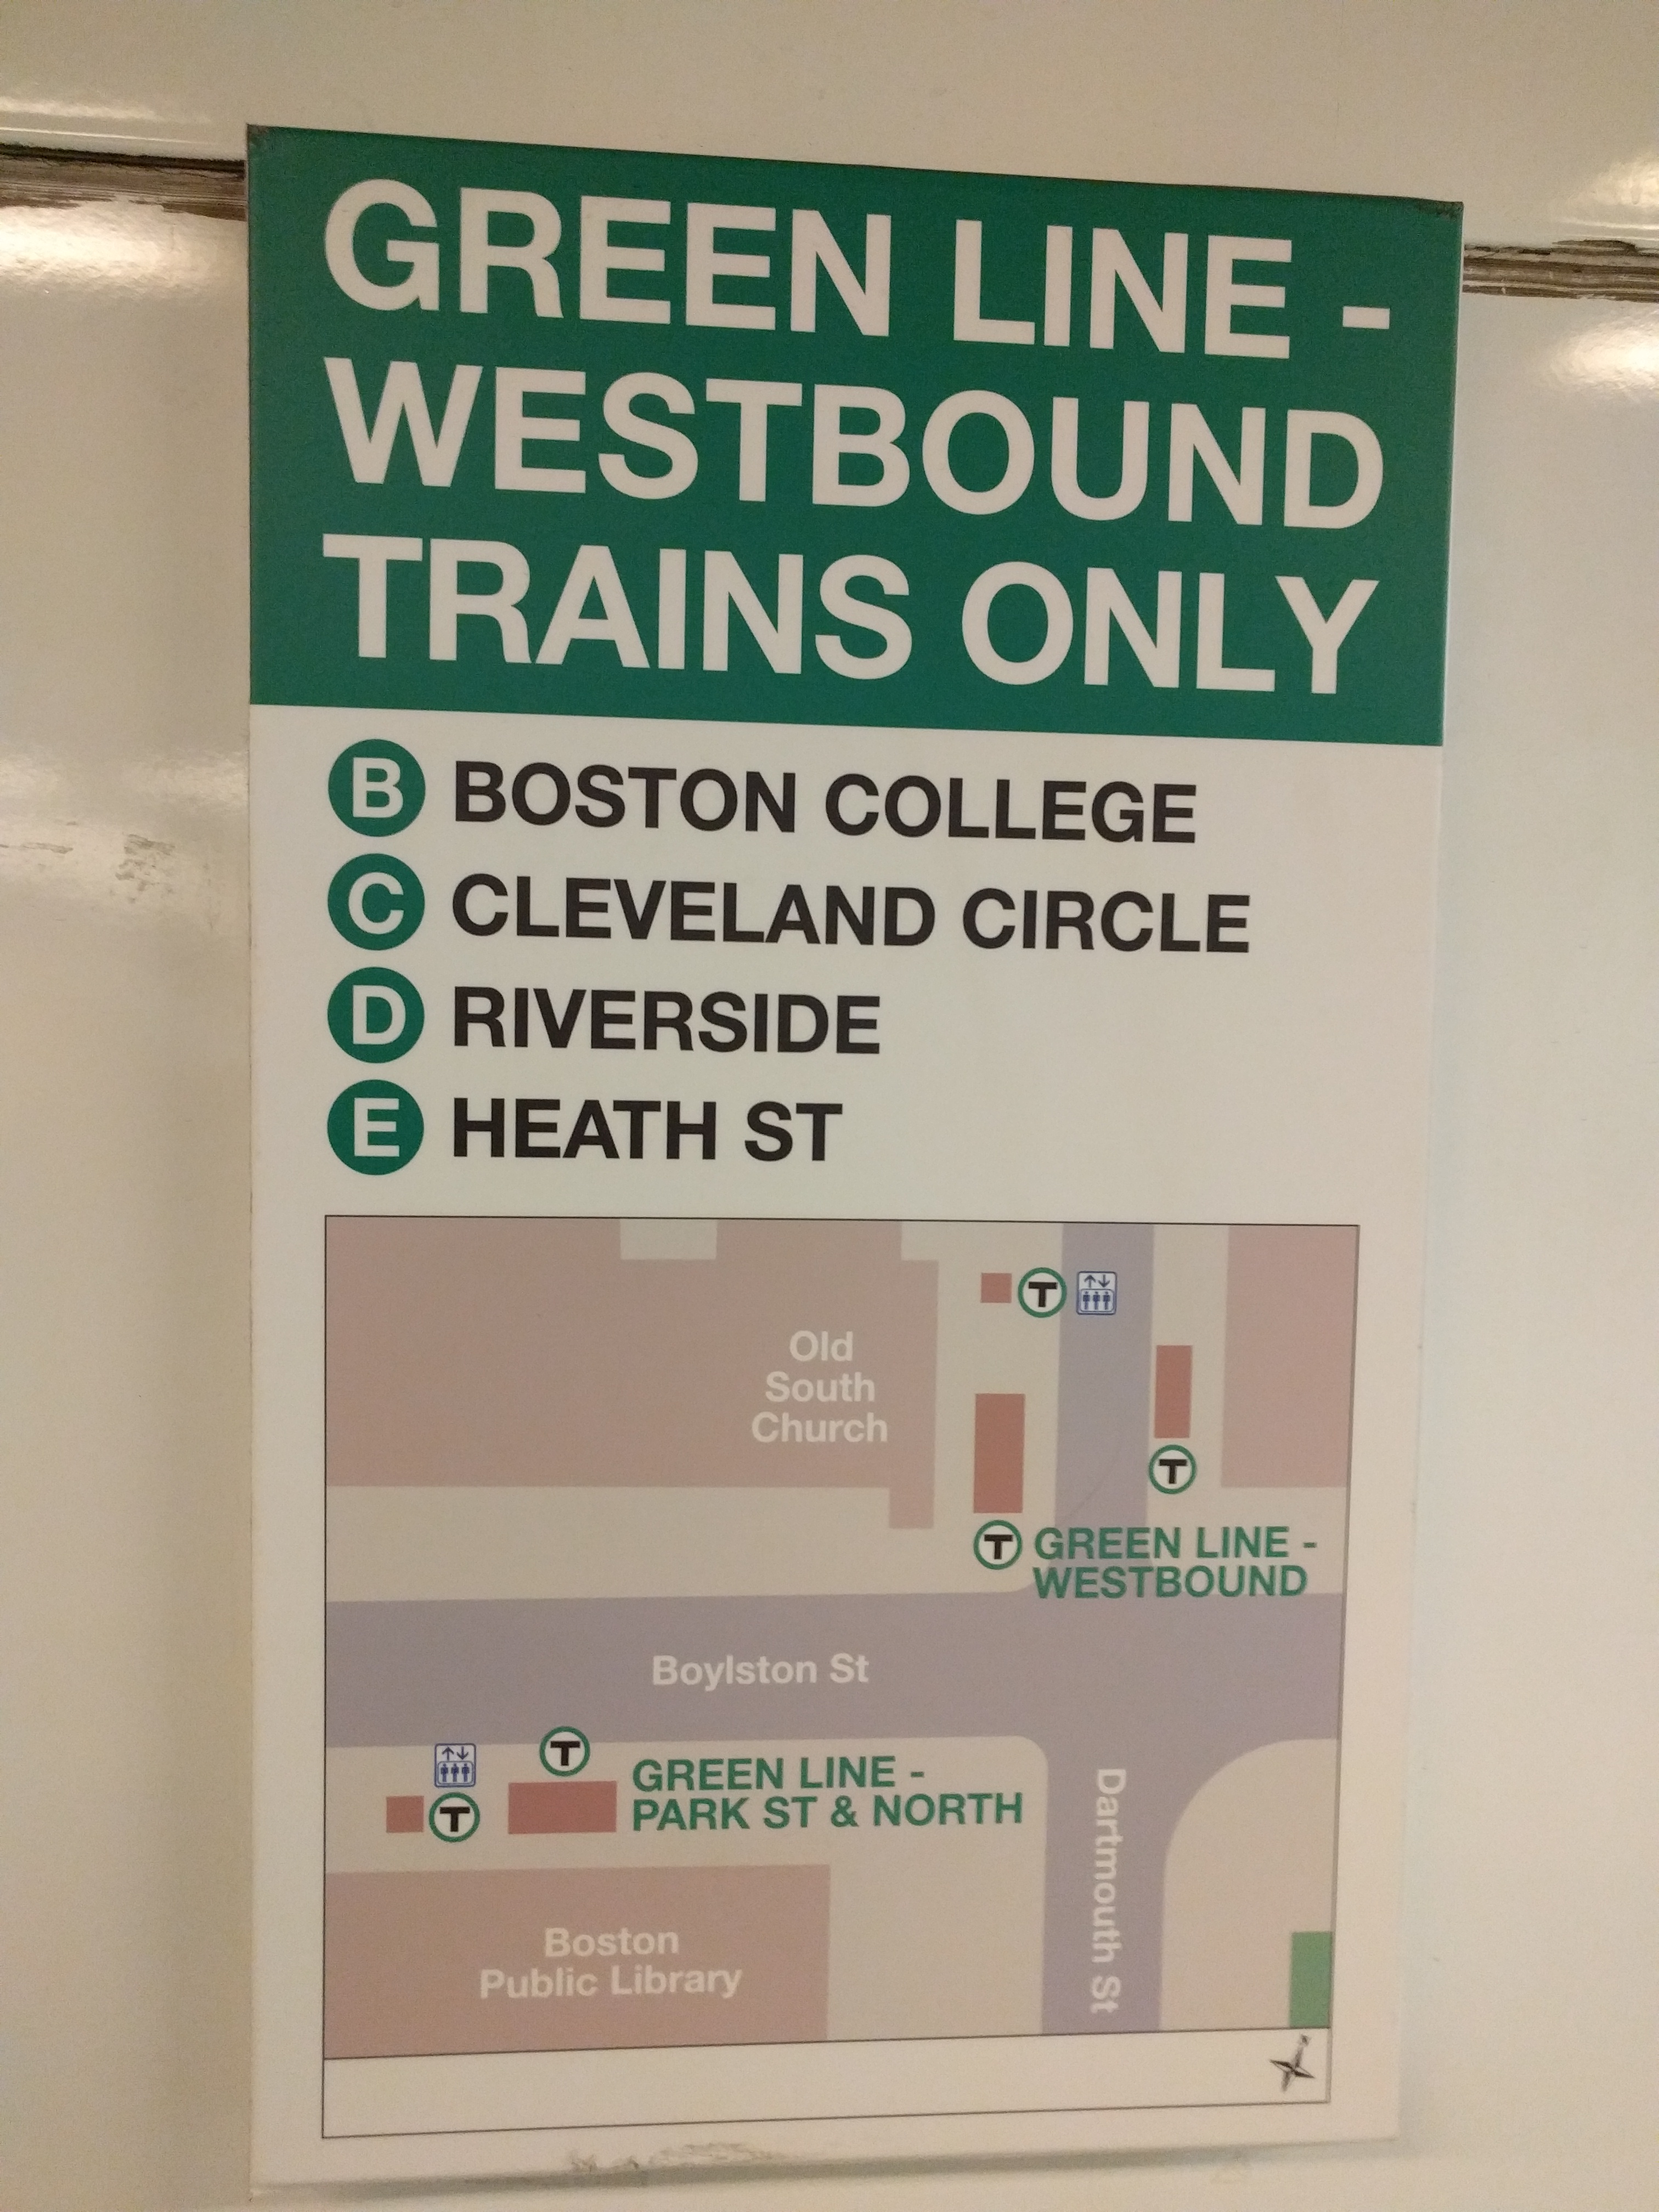 GREEN LINE -
WESTBOUND
TRAINS ONLY
B BOSTON COLLEGE
C CLEVELAND CIRCLE
D RIVERSIDE
E HEATH ST
T
Old
South
Church
T
T GREEN LINE -
WESTBOUND
Boylston St
T
GREEN LINE -
PARK ST & NORTH
T
Dartmouth St
Boston
Public Library